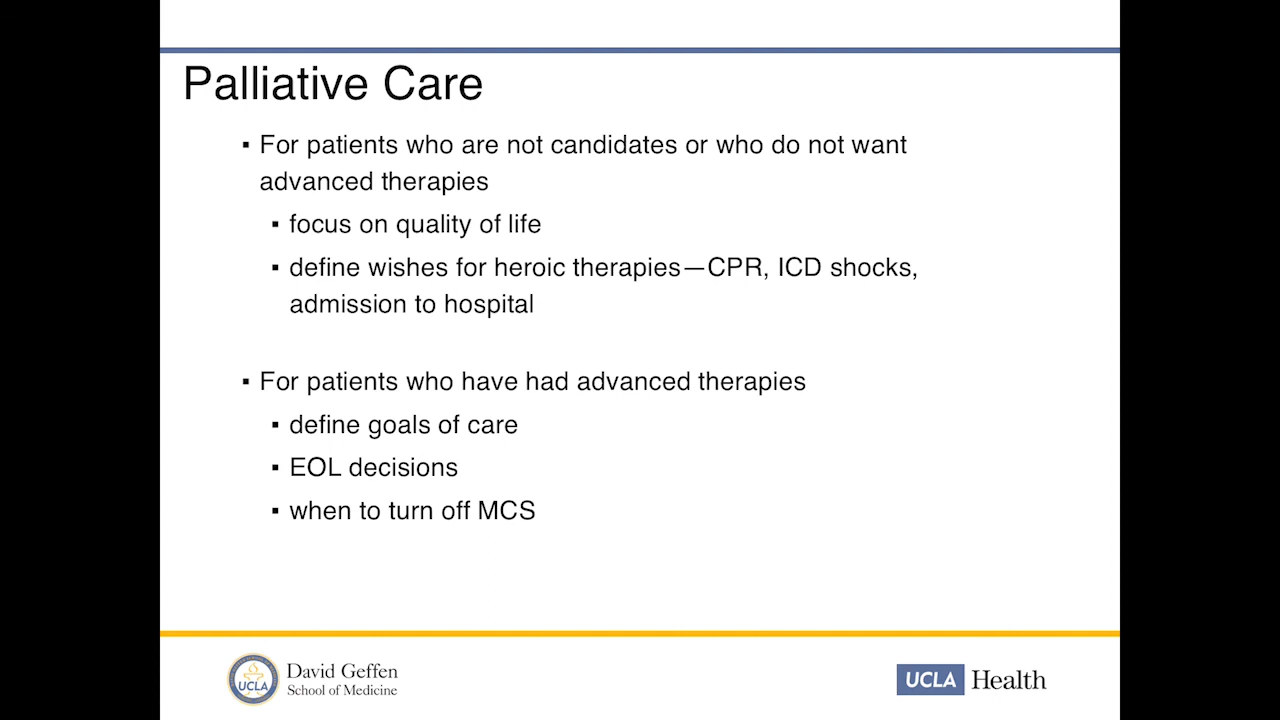 Palliative Care
▪ For patients who are not candidates or who do not want
advanced therapies
▪ focus on quality of life
▪ define wishes for heroic therapies—CPR, ICD shocks,
admission to hospital
▪ For patients who have had advanced therapies
▪ define goals of care
▪ EOL decisions
▪ when to turn off MCS
UCLA
David Geffen
School of Medicine
UCLA Health